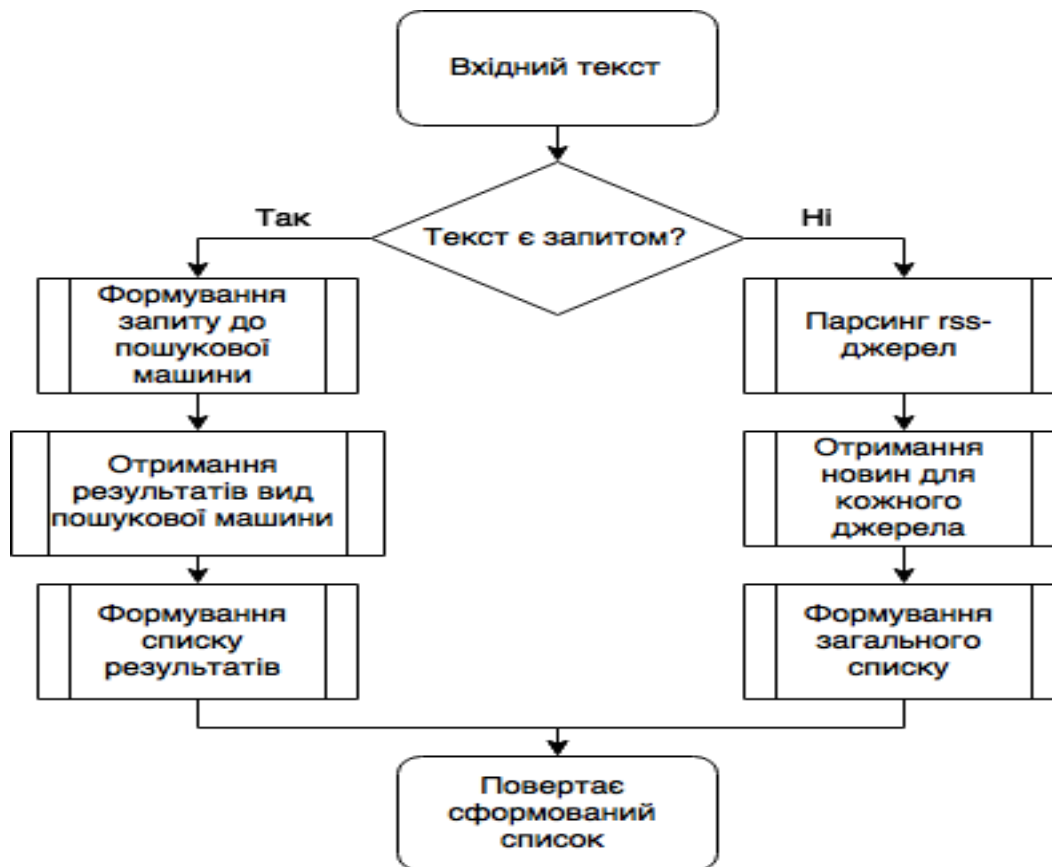 Вхідний текст
Текст є запитом?
Так
Ні
Формування
запиту до
пошукової
машини
Отримання
результатів вид
пошукової машини
Формування
списку
результатів
Парсинг rss-
джерел
Отримання
новин для
кожного
джерела
Формування
загального
списку
Повертає
сформований
список